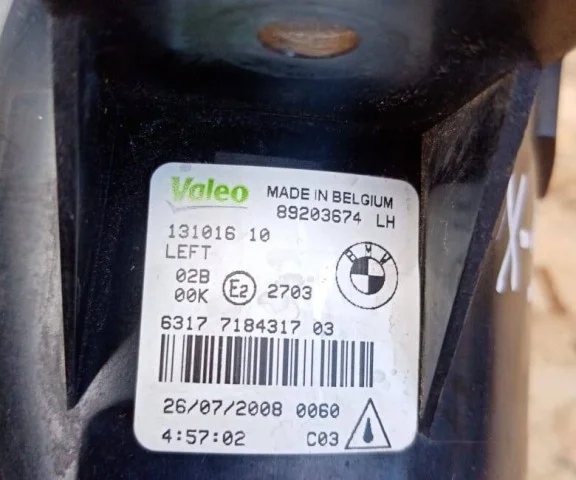 Valeo MADE IN BELGIUM
89203674 LH
131016 10
LEFT
BMW
02B
00K E2 2703
6317 7184317 03
26/07/2008 0060
4:57:02 C03
X